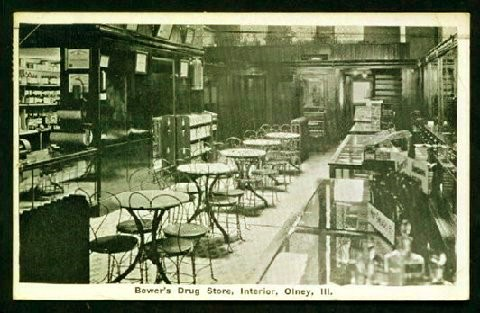 Bower's Drug Store, Interior, Olney, Ill.